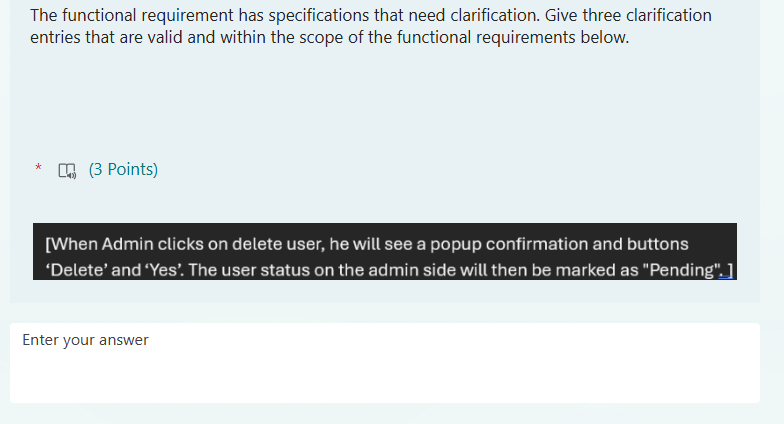 The functional requirement has specifications that need clarification. Give three clarification
entries that are valid and within the scope of the functional requirements below.
* (3 Points)
[When Admin clicks on delete user, he will see a popup confirmation and buttons
‘Delete’ and ‘Yes’. The user status on the admin side will then be marked as "Pending".]
Enter your answer